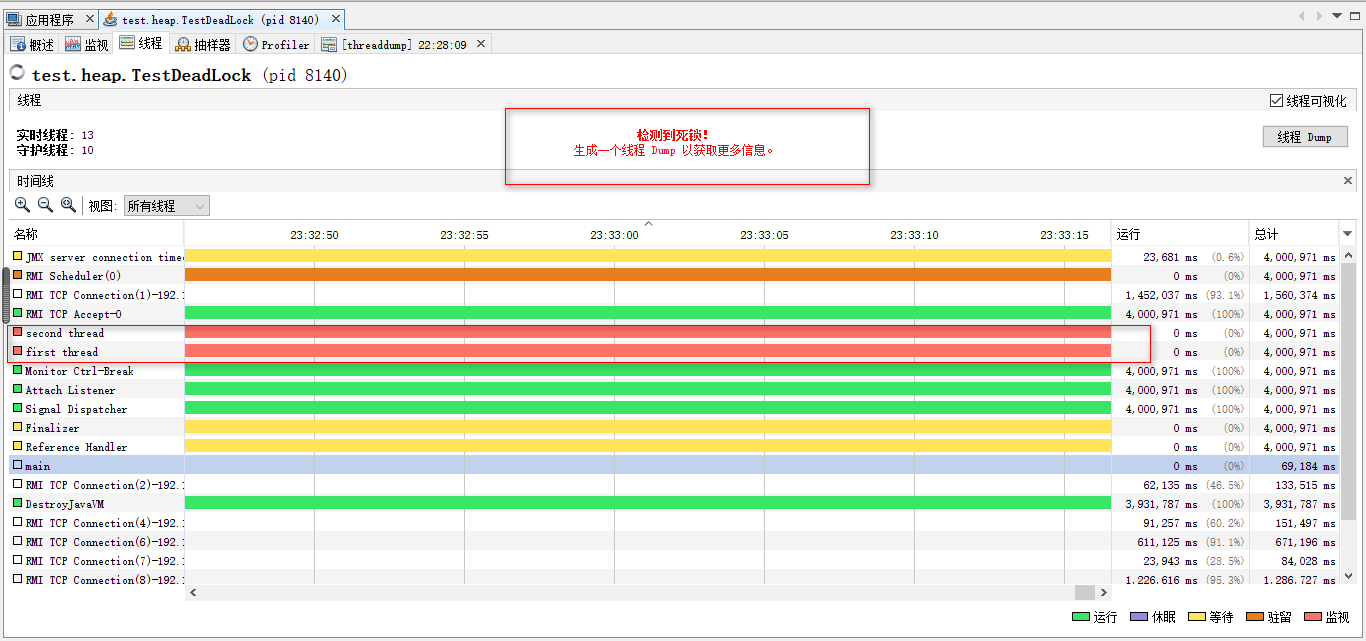 应用程序 test.heap.TestDeadLock (pid 8140)
概述 监视 线程 抽样器 Profiler [threaddump] 22:28:09
test.heap.TestDeadLock (pid 8140)
线程 线程可视化
实时线程: 13
守护线程: 10
检测到死锁!
生成一个线程 Dump 以获取更多信息。
线程 Dump
时间线
视图: 所有线程
名称 23:32:50 23:32:55 23:33:00 23:33:05 23:33:10 23:33:15 运行 总计
JMX server connection timeo 23,681 ms (0.6%) 4,000,971 ms
RMI Scheduler(0) 0 ms (0%) 4,000,971 ms
RMI TCP Connection(1)-192.1 1,452,037 ms (93.1%) 1,560,374 ms
RMI TCP Accept-0 4,000,971 ms (100%) 4,000,971 ms
second thread 0 ms (0%) 4,000,971 ms
first thread 0 ms (0%) 4,000,971 ms
Monitor Ctrl-Break 4,000,971 ms (100%) 4,000,971 ms
Attach Listener 4,000,971 ms (100%) 4,000,971 ms
Signal Dispatcher 4,000,971 ms (100%) 4,000,971 ms
Finalizer 0 ms (0%) 4,000,971 ms
Reference Handler 0 ms (0%) 4,000,971 ms
main 0 ms (0%) 69,184 ms
RMI TCP Connection(2)-192.1 62,135 ms (46.5%) 133,515 ms
DestroyJavaVM 3,931,787 ms (100%) 3,931,787 ms
RMI TCP Connection(4)-192.1 91,257 ms (60.2%) 151,497 ms
RMI TCP Connection(6)-192.1 611,125 ms (91.1%) 671,196 ms
RMI TCP Connection(7)-192.1 23,943 ms (28.5%) 84,028 ms
RMI TCP Connection(8)-192.1 1,226,616 ms (95.3%) 1,286,727 ms
运行 休眠 等待 驻留 监视